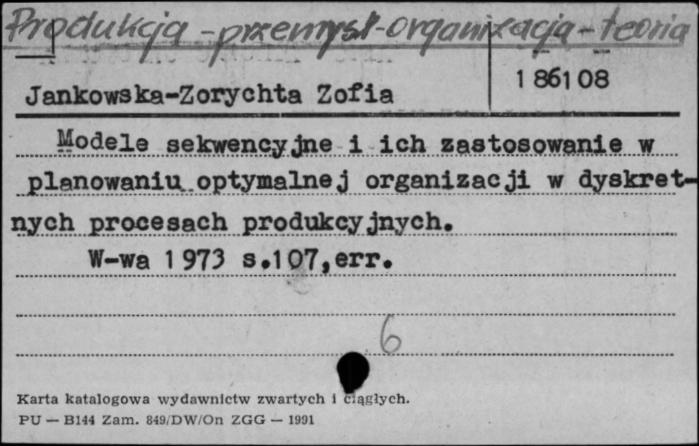 Produkcja - przemysł - organizacja - teoria
Jankowska-Zorychta Zofia
186108
Modele sekwencyjne i ich zastosowanie w
planowaniu optymalnej organizacji w dyskret-
nych procesach produkcyjnych.
W-wa 1973 s.107,err.
6
Karta katalogowa wydawnictw zwartych i ciągłych.
PU — B144 Zam. 849/DW/On ZGG — 1991